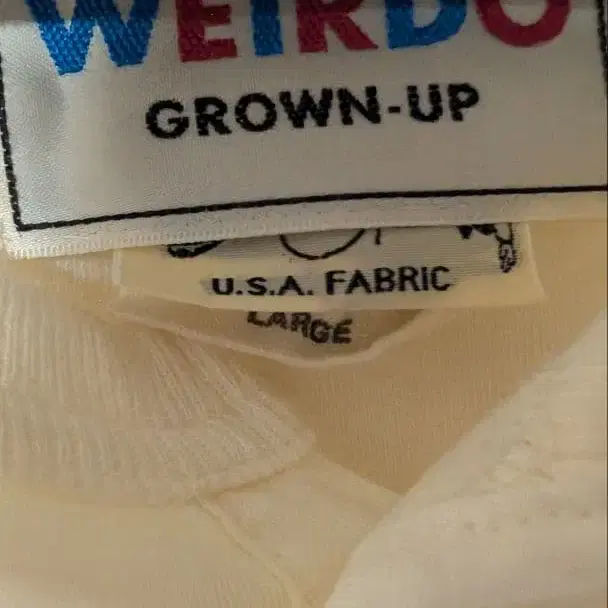 WEIRDO
GROWN-UP
U.S.A. FABRIC
LARGE